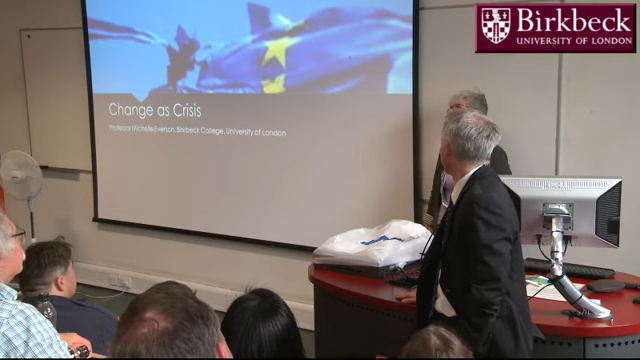 Birkbeck
UNIVERSITY OF LONDON
Change as Crisis
Professor Michelle Everson, Birkbeck College, University of London